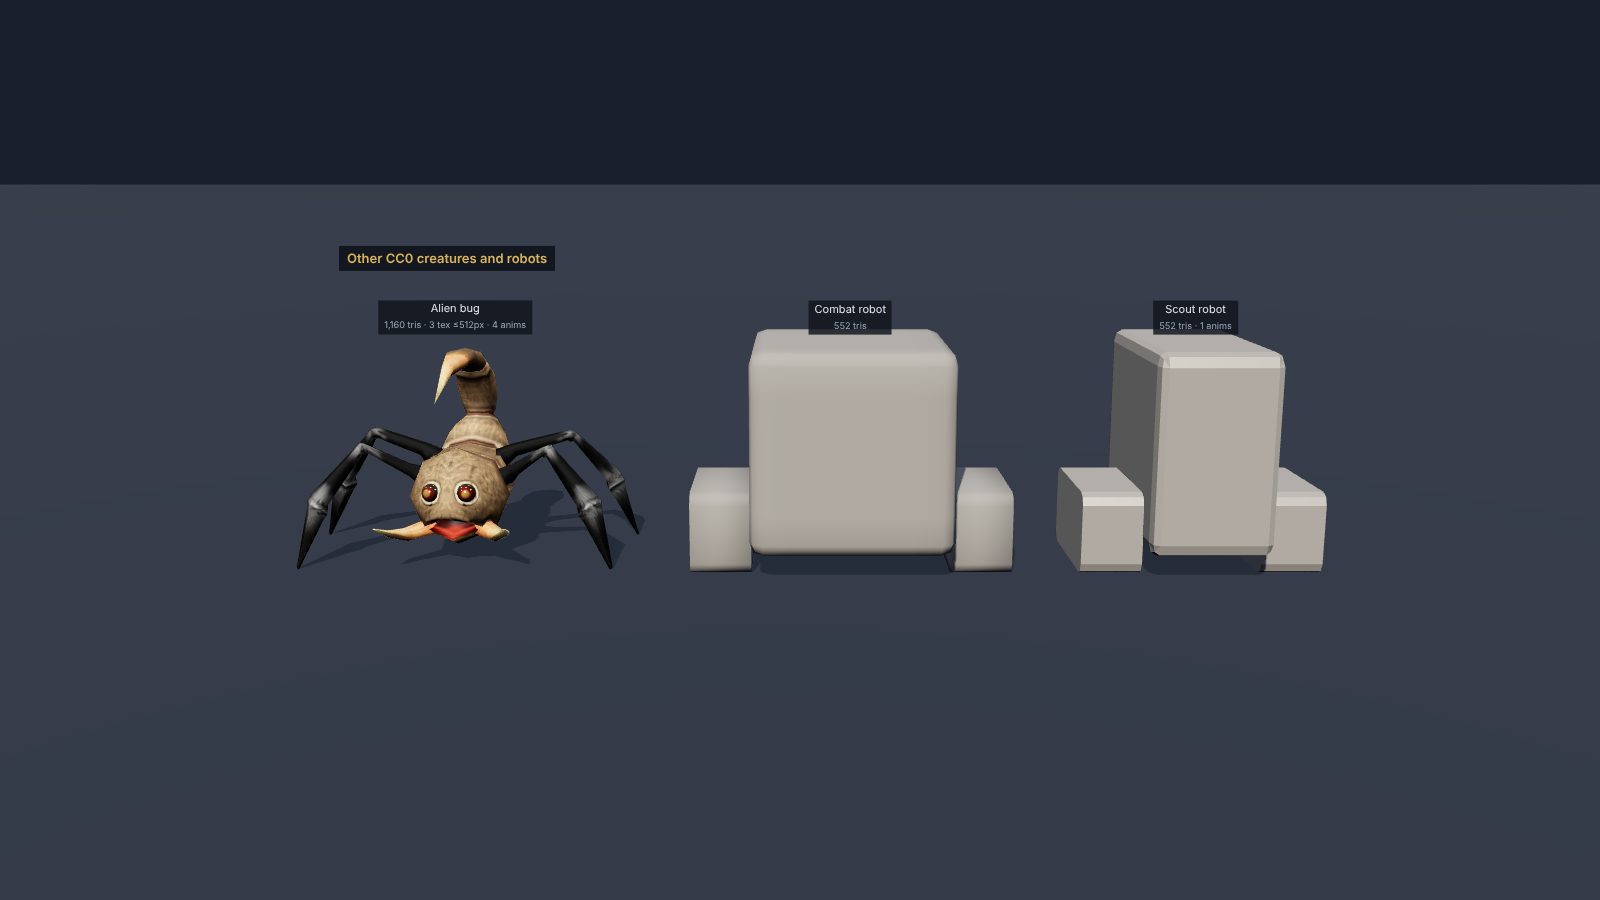 Other CC0 creatures and robots
Alien bug
1,160 tris · 3 tex ≤512px · 4 anims
Combat robot
552 tris
Scout robot
552 tris · 1 anims